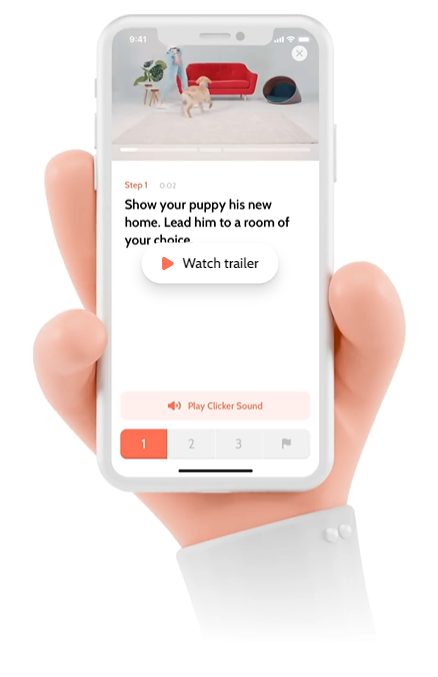 9:41
Step 1 0:02
Show your puppy his new
home. Lead him to a room of
your choice.
Watch trailer
Play Clicker Sound
1 2 3